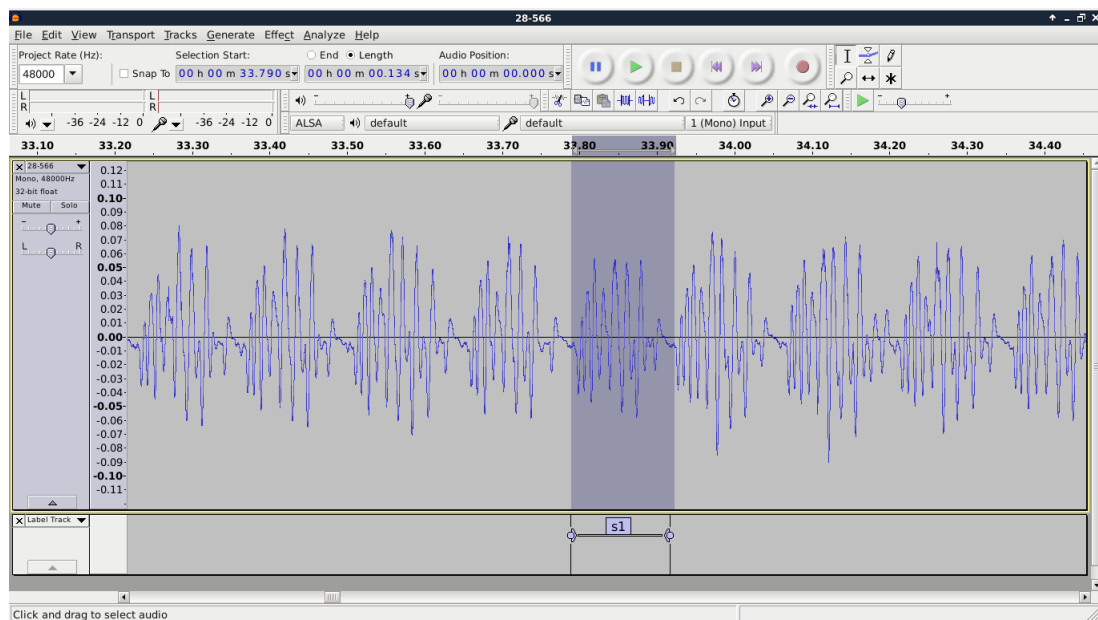 28-566
File Edit View Transport Tracks Generate Effect Analyze Help
Project Rate (Hz): Selection Start: End Length Audio Position:
48000 Snap To 00 h 00 m 33.790 s 00 h 00 m 00.134 s 00 h 00 m 00.000 s
L L
R R
-36 -24 -12 0 -36 -24 -12 0 ALSA default default 1 (Mono) Input
33.10 33.20 33.30 33.40 33.50 33.60 33.70 33.80 33.90 34.00 34.10 34.20 34.30 34.40
28-566
Mono, 48000Hz
32-bit float
Mute Solo
- +
L R
0.12
0.11
0.10
0.09
0.08
0.07
0.06
0.05
0.04
0.03
0.02
0.01
0.00
-0.01
-0.02
-0.03
-0.04
-0.05
-0.06
-0.07
-0.08
-0.09
-0.10
-0.11
Label Track
s1
Click and drag to select audio